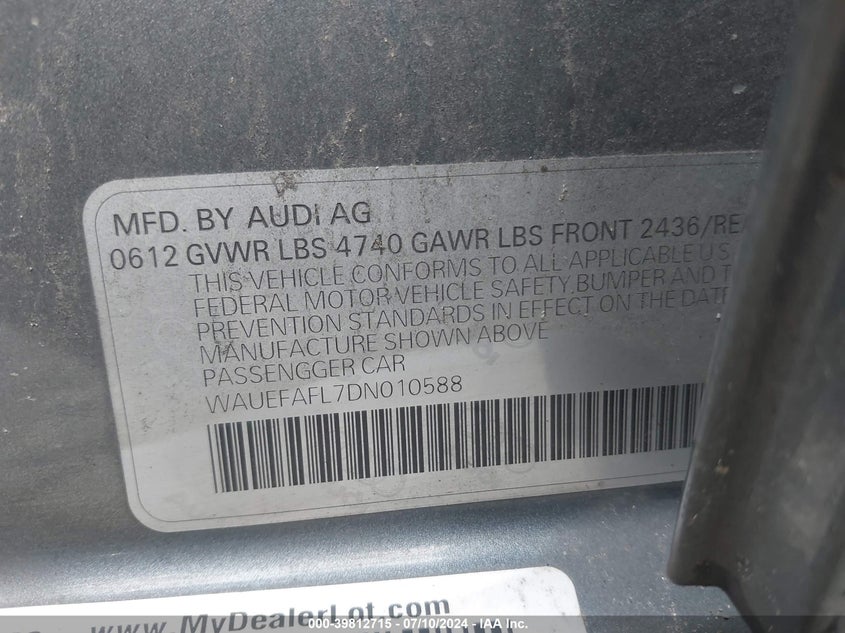 MFD. BY AUDI AG
0612 GVWR LBS 4740 GAWR LBS FRONT 2436/REA
THIS VEHICLE CONFORMS TO ALL APPLICABLE U S
FEDERAL MOTOR VEHICLE SAFETY, BUMPER AND T
PREVENTION STANDARDS IN EFFECT ON THE DATE
MANUFACTURE SHOWN ABOVE
PASSENGGER CAR
WAUEFAFL7DN010588
www.MyDealerLot.com
000-39812715 - 07/10/2024 - IAA Inc.